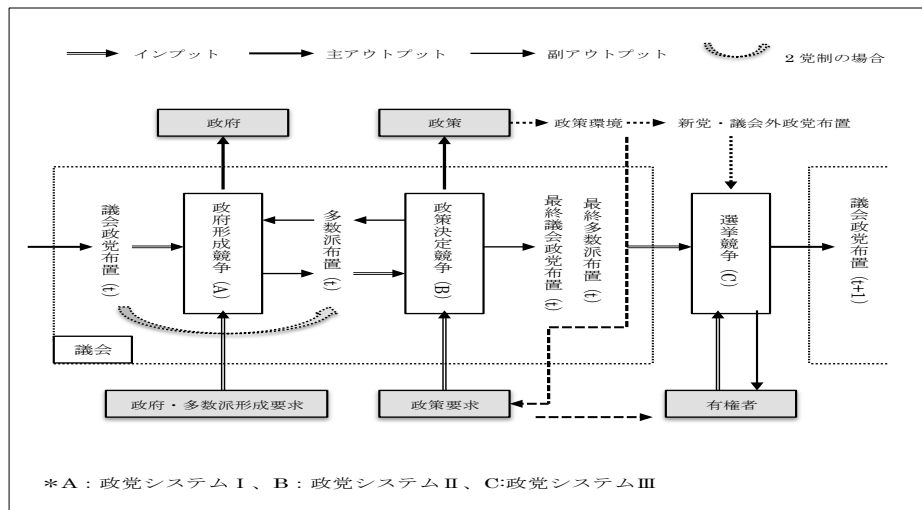 インプット
主アウトプット
副アウトプット
2党制の場合
政府
政策
政策環境
新党・議会外政党布置
議会政党布置(t)
政府形成競争(A)
多数派布置(t)
政策決定競争(B)
最終議会政党布置(t)
最終多数派布置(t)
選挙競争(C)
議会政党布置(t+1)
議会
政府・多数派形成要求
政策要求
有権者
*A:政党システムⅠ、B:政党システムⅡ、C:政党システムⅢ